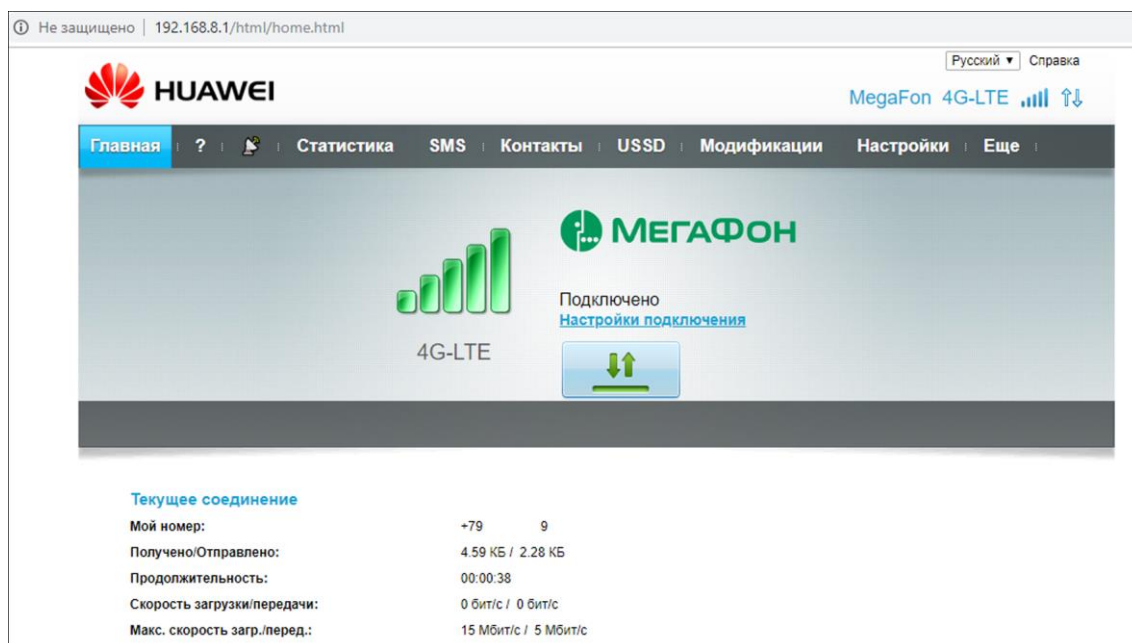 Не защищено | 192.168.8.1/html/home.html
Русский ▼ Справка
HUAWEI
MegaFon 4G-LTE
Главная ? Статистика SMS Контакты USSD Модификации Настройки Еще
МЕГАФОН
Подключено
Настройки подключения
4G-LTE
Текущее соединение
Мой номер: +79 9
Получено/Отправлено: 4.59 КБ / 2.28 КБ
Продолжительность: 00:00:38
Скорость загрузки/передачи: 0 бит/с / 0 бит/с
Макс. скорость загр./перед.: 15 Мбит/с / 5 Мбит/с